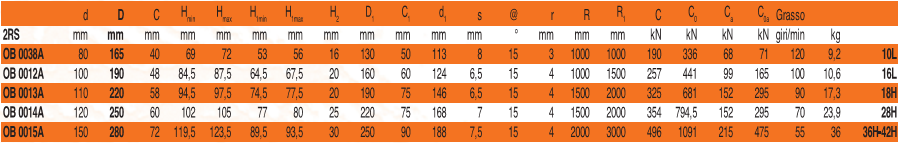 d D C Hmin Hmax H1min H1max H2 D1 C1 d1 s @ r R R1 C C0 Ca C0a Grasso
2RS mm mm mm mm mm mm mm mm mm mm mm mm ° mm mm mm kN kN kN kN giri/min kg
OB 0038A 80 165 40 69 72 53 56 16 130 50 113 8 15 3 1000 1000 190 336 68 71 120 9,2 10L
OB 0012A 100 190 48 84,5 87,5 64,5 67,5 20 160 60 124 6,5 15 4 1000 1500 257 441 99 165 100 10,6 16L
OB 0013A 110 220 58 94,5 97,5 74,5 77,5 20 190 75 146 6,5 15 4 1500 2000 325 681 152 295 90 17,3 18H
OB 0014A 120 250 60 102 105 77 80 25 220 75 168 7 15 4 1500 2000 354 794,5 152 295 70 23,9 28H
OB 0015A 150 280 72 119,5 123,5 89,5 93,5 30 250 90 188 7,5 15 4 2000 3000 496 1091 215 475 55 36 36H-42H